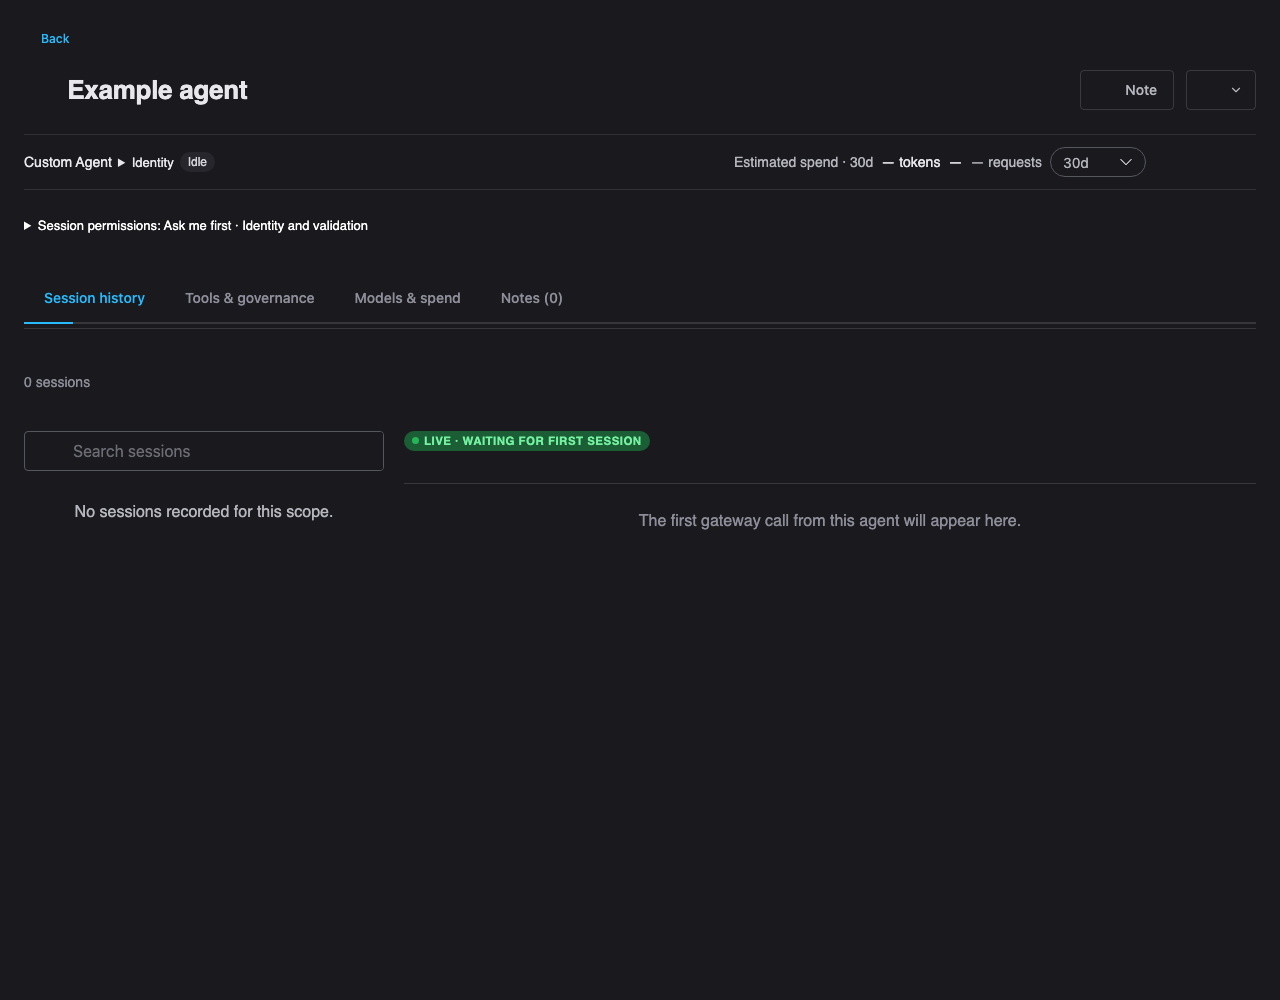 Back
Example agent
Note
Custom Agent ▶ Identity Idle
Estimated spend · 30d — tokens — — requests 30d
▶ Session permissions: Ask me first · Identity and validation
Session history Tools & governance Models & spend Notes (0)
0 sessions
Search sessions
LIVE · WAITING FOR FIRST SESSION
No sessions recorded for this scope.
The first gateway call from this agent will appear here.